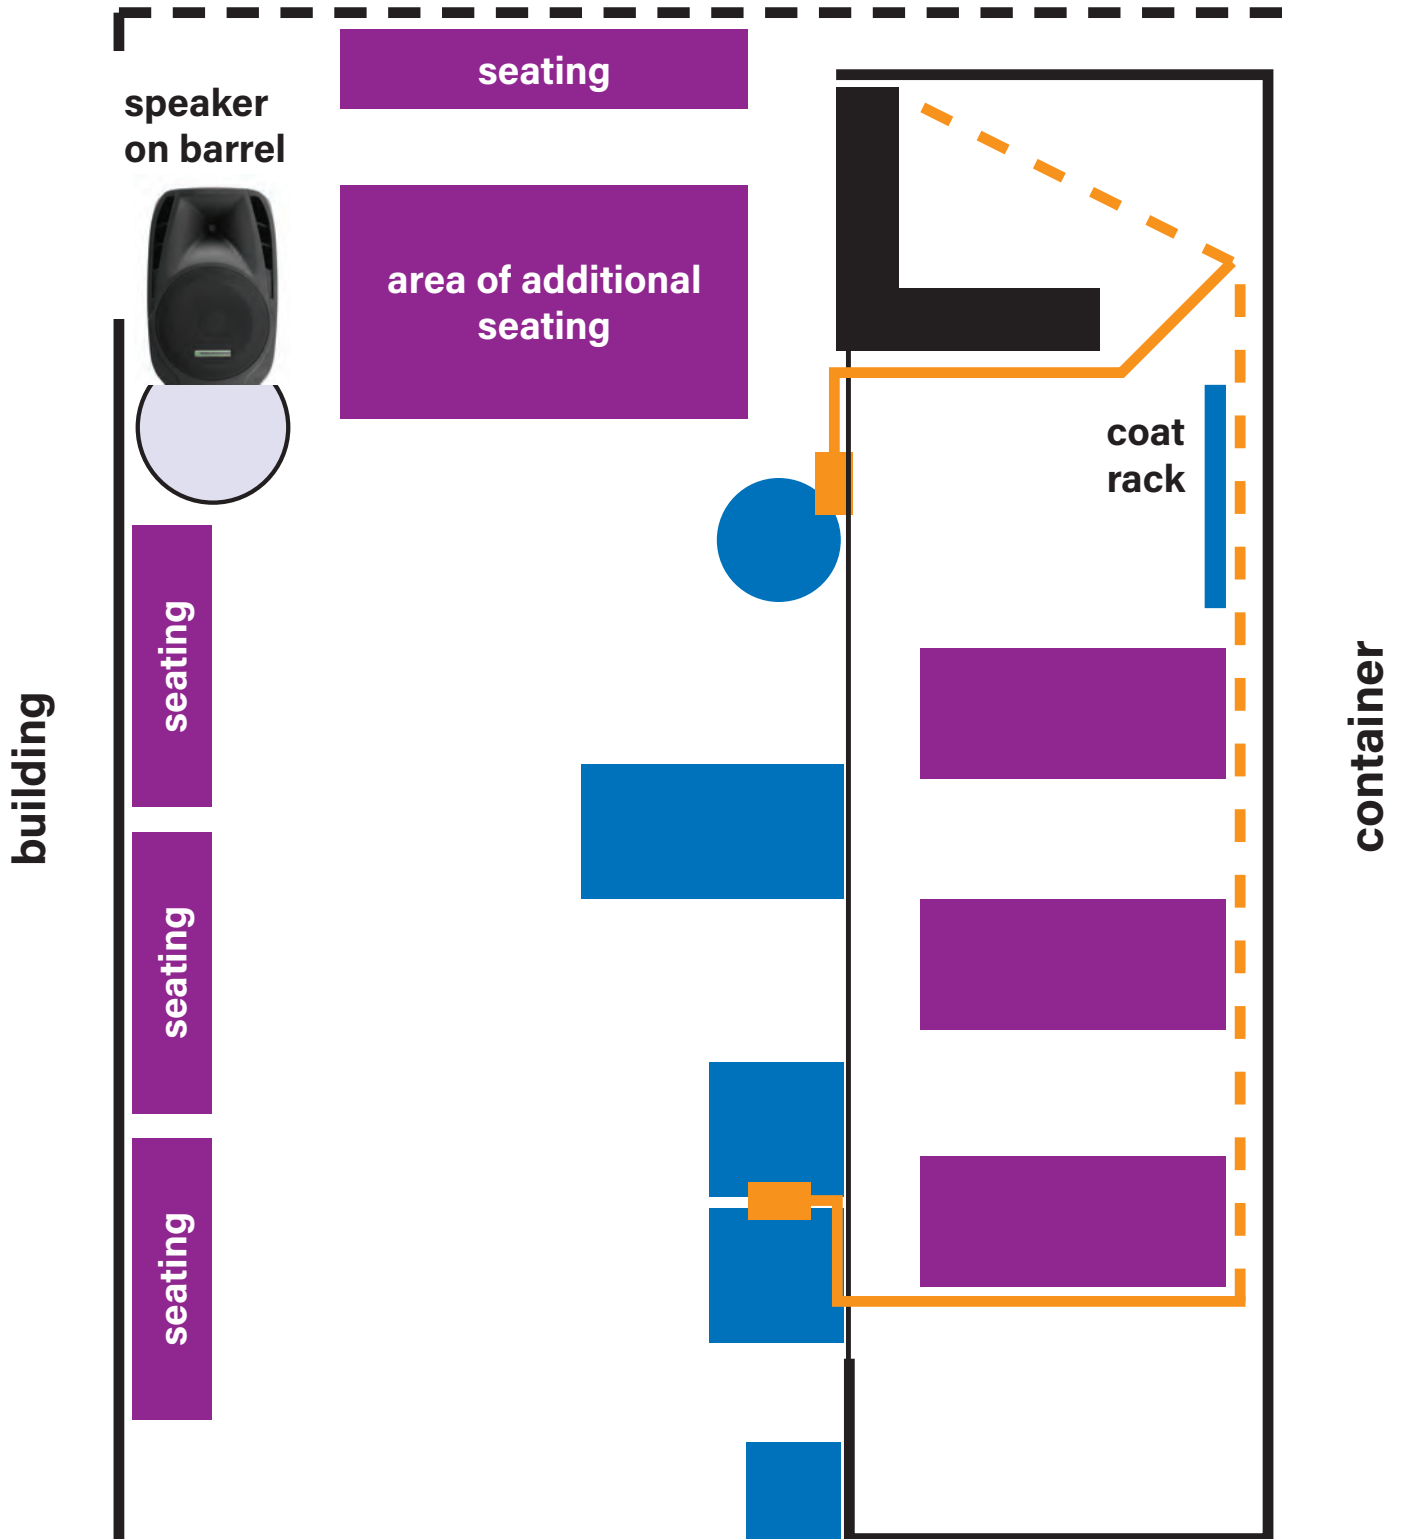 seating
speaker
on barrel
area of additional
seating
coat
rack
seating
building
container
seating
seating